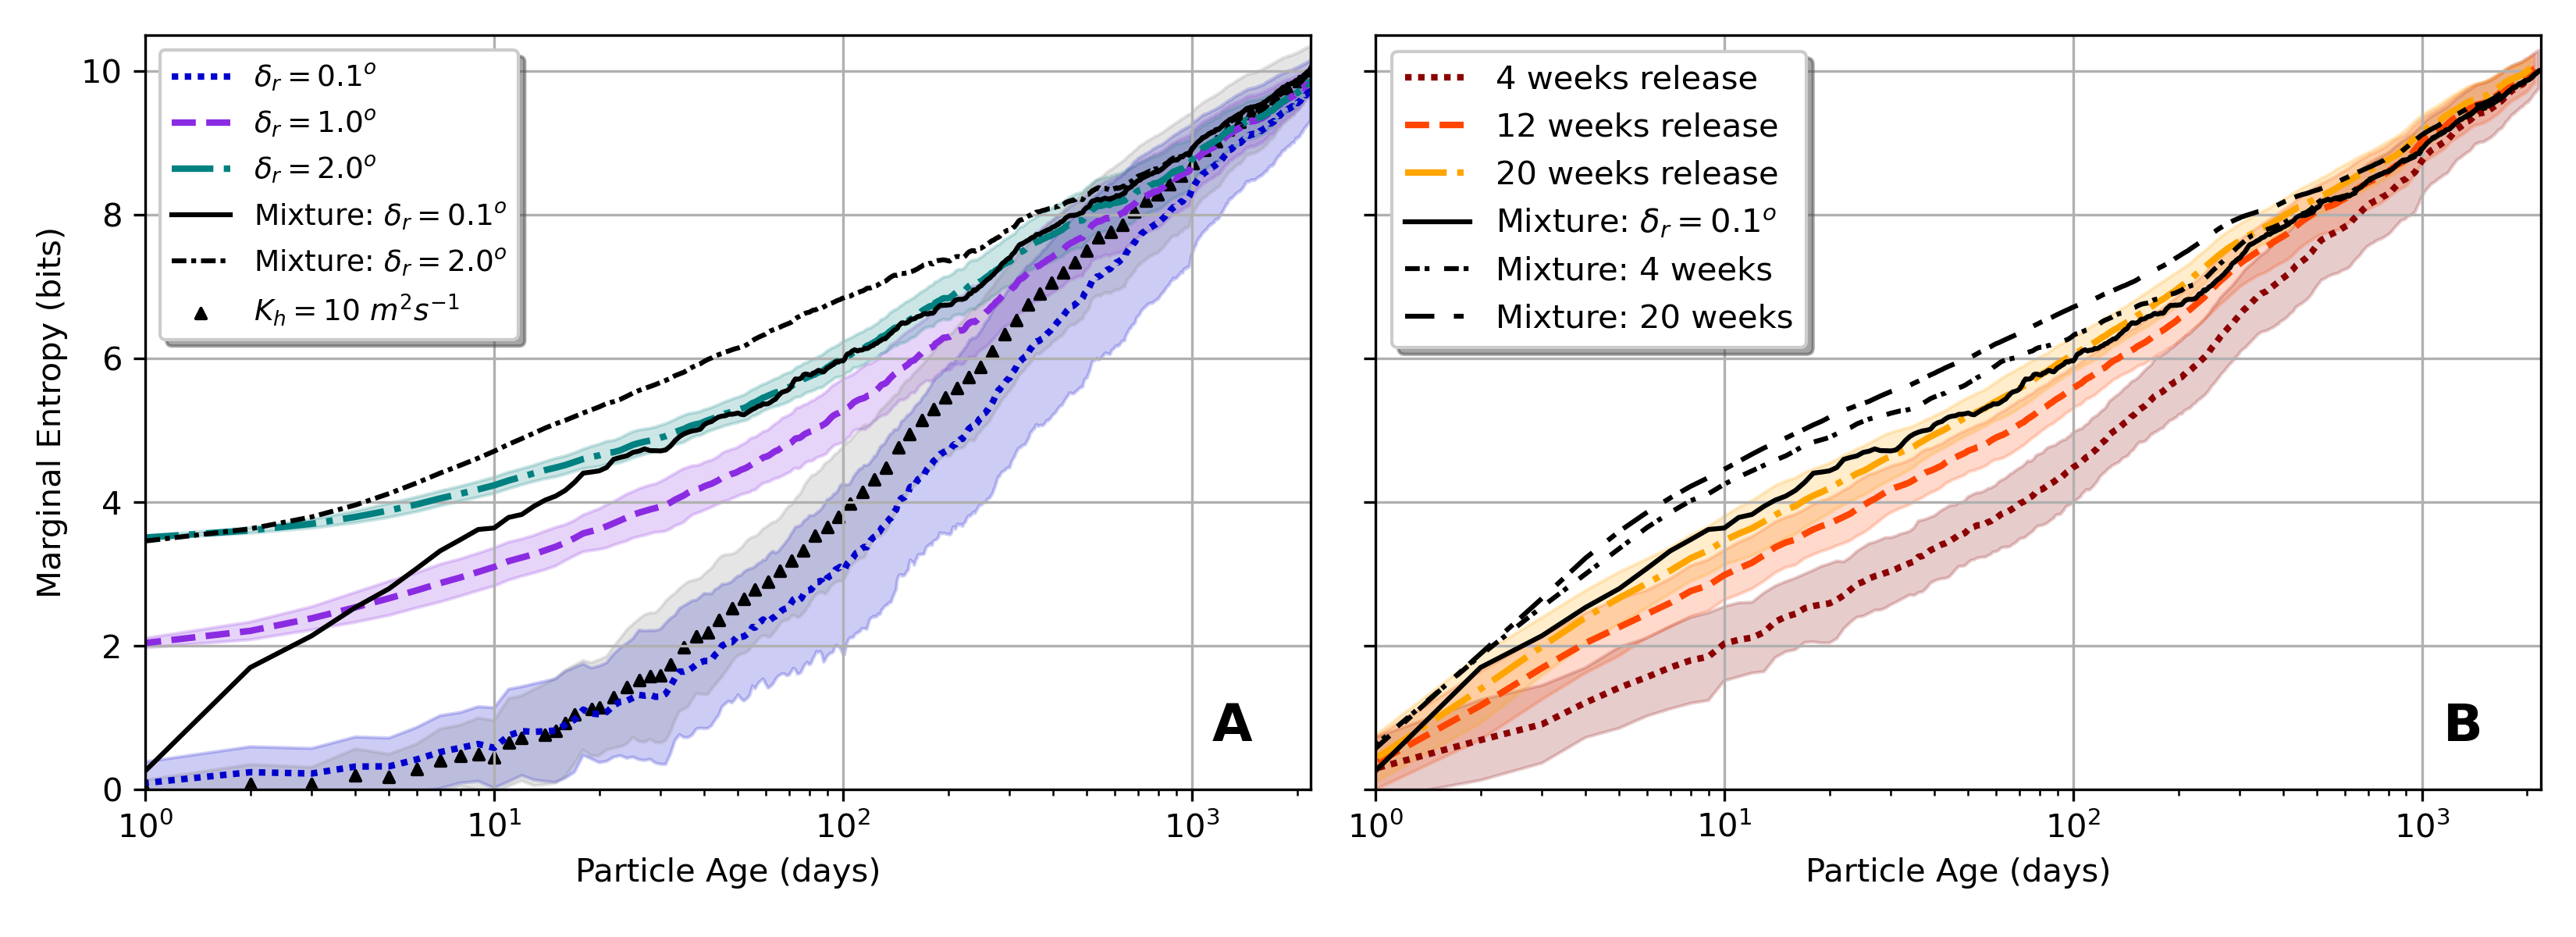 Marginal Entropy (bits)
10
8
6
4
2
0
δr = 0.1°
δr = 1.0°
δr = 2.0°
Mixture: δr = 0.1°
Mixture: δr = 2.0°
Kh = 10 m²s⁻¹
A
10⁰ 10¹ 10² 10³
Particle Age (days)
4 weeks release
12 weeks release
20 weeks release
Mixture: δr = 0.1°
Mixture: 4 weeks
Mixture: 20 weeks
B
10⁰ 10¹ 10² 10³
Particle Age (days)